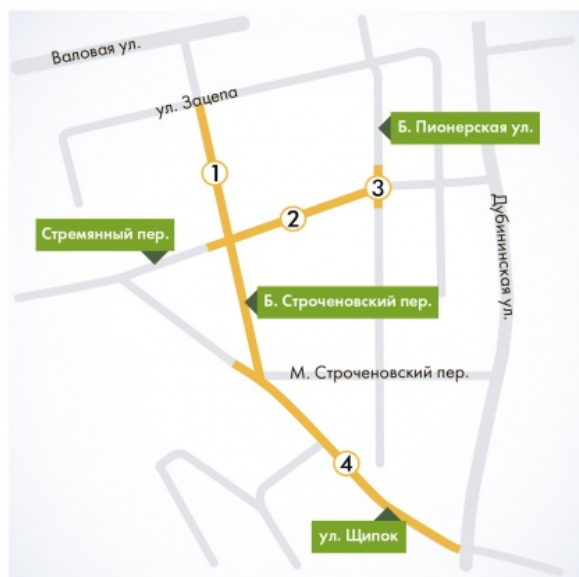 Валовая ул.
ул. Зацепа
Б. Пионерская ул.
1
3
2
Стремянный пер.
Дубининская ул.
Б. Строченовский пер.
М. Строченовский пер.
4
ул. Щипок